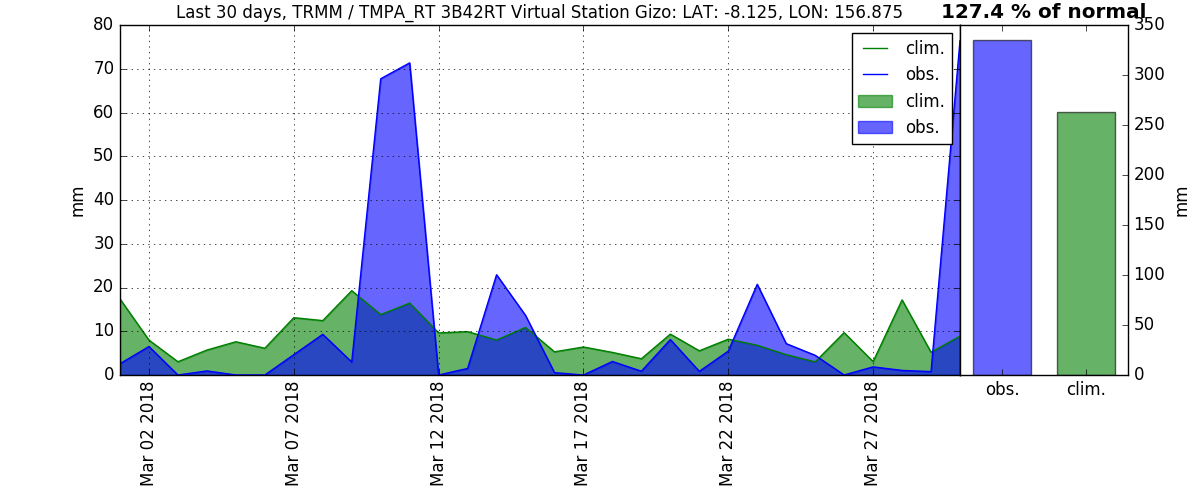 Last 30 days, TRMM / TMPA_RT 3B42RT Virtual Station Gizo: LAT: -8.125, LON: 156.875
127.4 % of normal
80
70
60
50
40
30
20
10
0
mm
clim.
obs.
clim.
obs.
350
300
250
200
150
100
50
0
mm
Mar 02 2018
Mar 07 2018
Mar 12 2018
Mar 17 2018
Mar 22 2018
Mar 27 2018
obs.
clim.